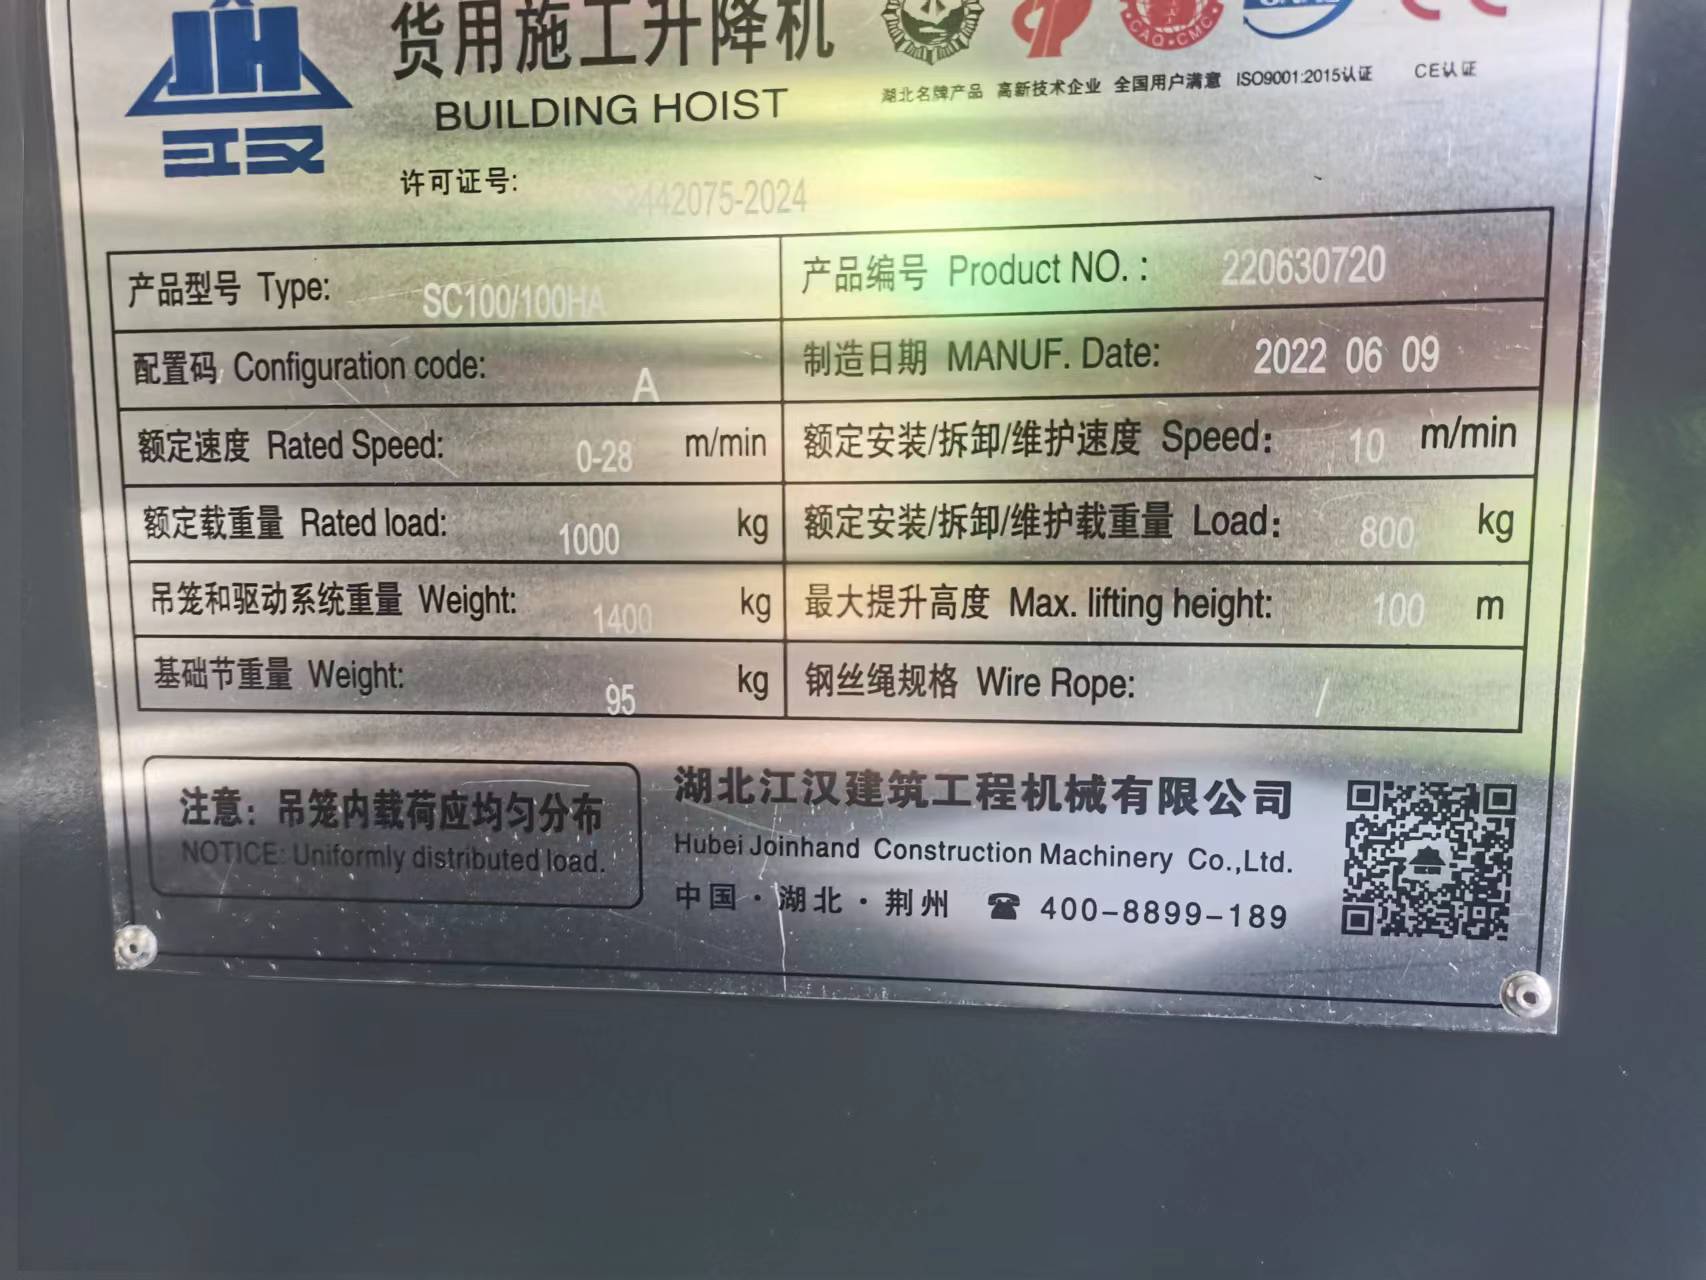 JH
江汉
货用施工升降机
BUILDING HOIST
CAQ·CMC
湖北名牌产品 高新技术企业 全国用户满意 ISO9001:2015认证 CE认证
许可证号: 442075-2024
产品型号 Type: SC100/100HA 产品编号 Product NO. : 220630720
配置码 Configuration code: A 制造日期 MANUF. Date: 2022 06 09
额定速度 Rated Speed: 0-28 m/min 额定安装/拆卸/维护速度 Speed: 10 m/min
额定载重量 Rated load: 1000 kg 额定安装/拆卸/维护载重量 Load: 800 kg
吊笼和驱动系统重量 Weight: 1400 kg 最大提升高度 Max. lifting height: 100 m
基础节重量 Weight: 95 kg 钢丝绳规格 Wire Rope: /
注意: 吊笼内载荷应均匀分布
NOTICE: Uniformly distributed load.
湖北江汉建筑工程机械有限公司
Hubei Joinhand Construction Machinery Co.,Ltd.
中国·湖北·荆州 ☎ 400-8899-189